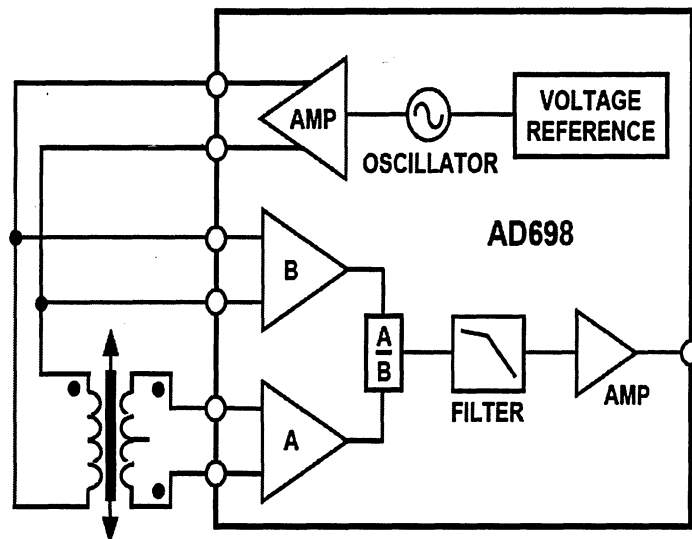 AMP
VOLTAGE
REFERENCE
OSCILLATOR
AD698
B
A
B
A
FILTER
AMP